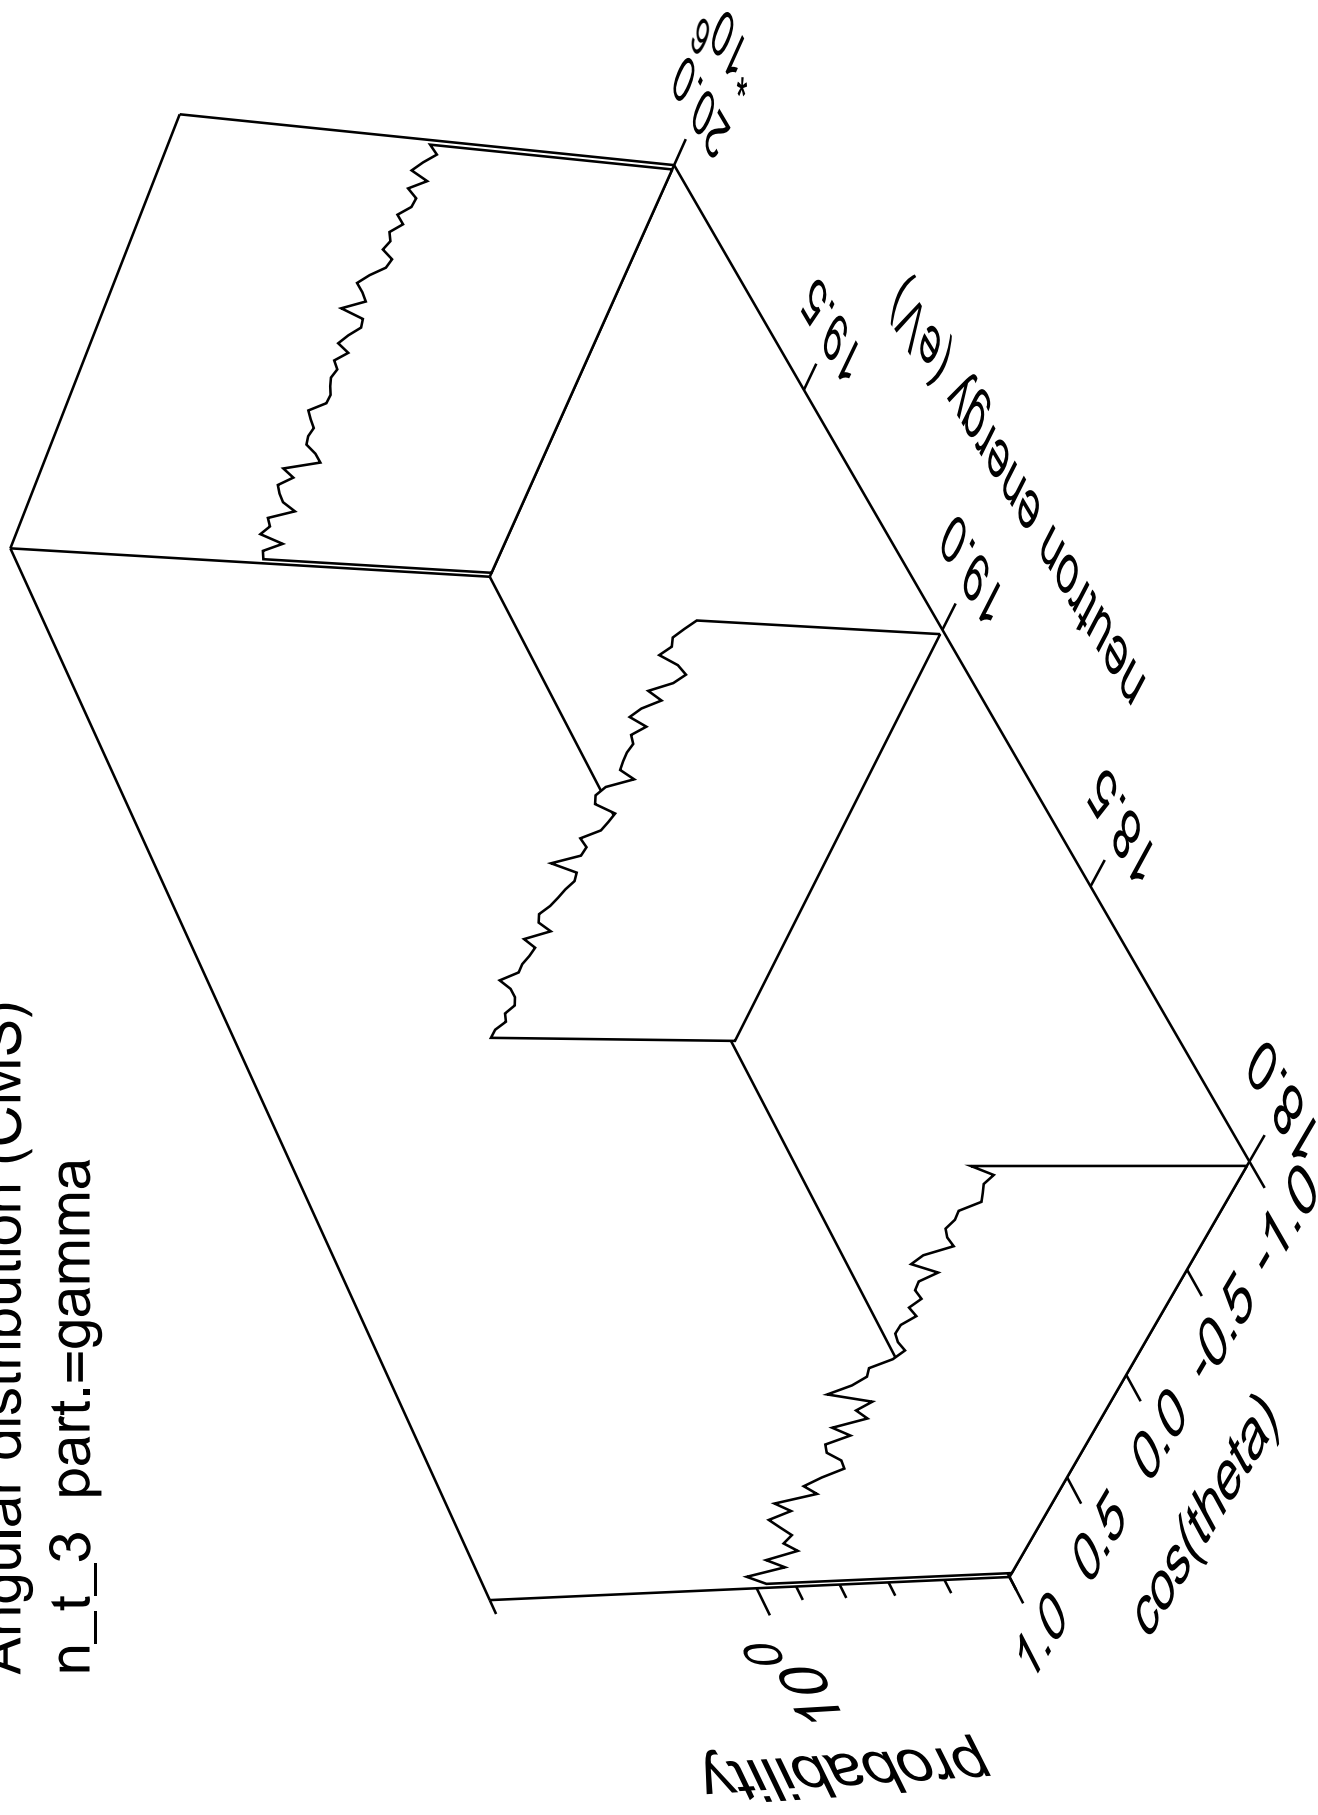 Angular distribution (CMS)
n_t_3 part.=gamma
probability
10^0
1.0
0.5
0.0
-0.5
-1.0
cos(theta)
18.0
18.5
19.0
19.5
20.0
*10^6
neutron energy (eV)